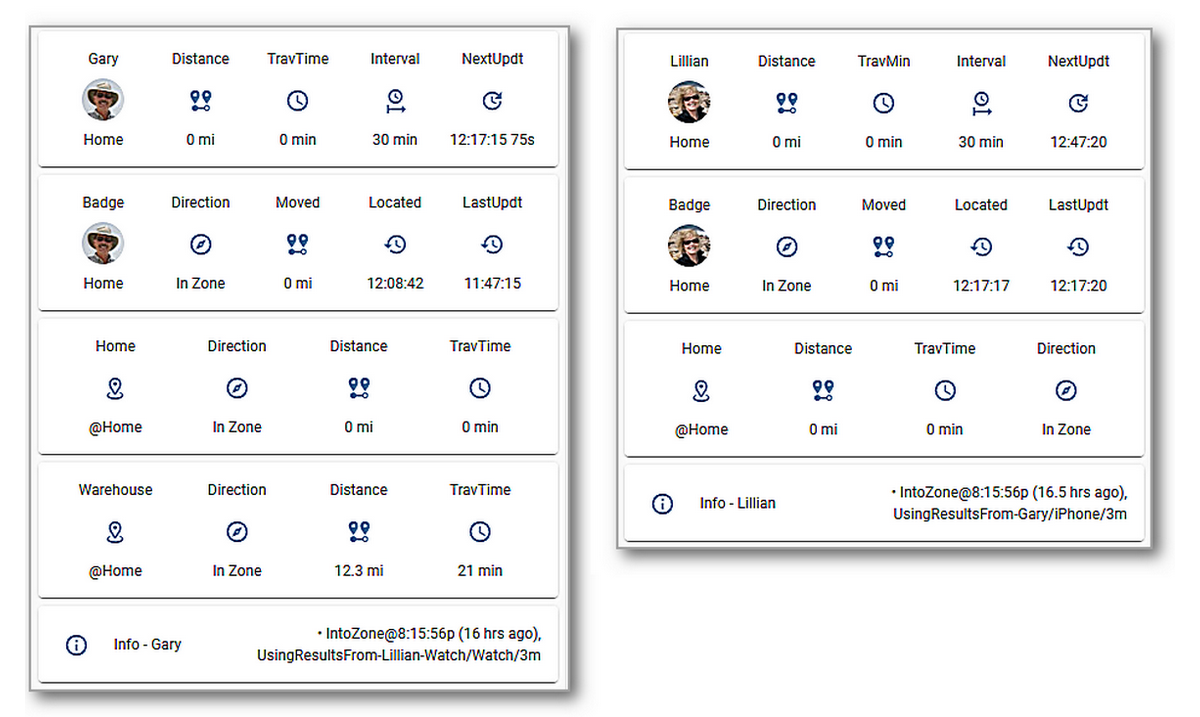 Gary Distance TravTime Interval NextUpdt
Home 0 mi 0 min 30 min 12:17:15 75s
Badge Direction Moved Located LastUpdt
Home In Zone 0 mi 12:08:42 11:47:15
Home Direction Distance TravTime
@Home In Zone 0 mi 0 min
Warehouse Direction Distance TravTime
@Home In Zone 12.3 mi 21 min
Info - Gary
• IntoZone@8:15:56p (16 hrs ago),
UsingResultsFrom-Lillian-Watch/Watch/3m
Lillian Distance TravMin Interval NextUpdt
Home 0 mi 0 min 30 min 12:47:20
Badge Direction Moved Located LastUpdt
Home In Zone 0 mi 12:17:17 12:17:20
Home Distance TravTime Direction
@Home 0 mi 0 min In Zone
Info - Lillian
• IntoZone@8:15:56p (16.5 hrs ago),
UsingResultsFrom-Gary/iPhone/3m